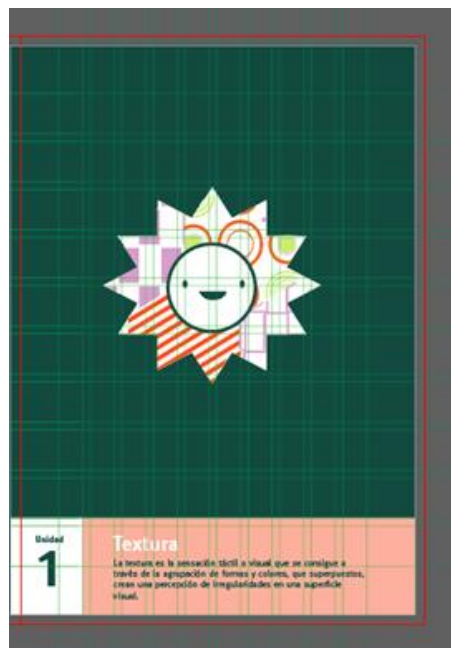 Unidad
1
Textura
La textura es la sensación táctil o visual que se consigue a
través de la agrupación de formas y colores, que superpuestos,
crean una percepción de irregularidades en una superficie
visual.